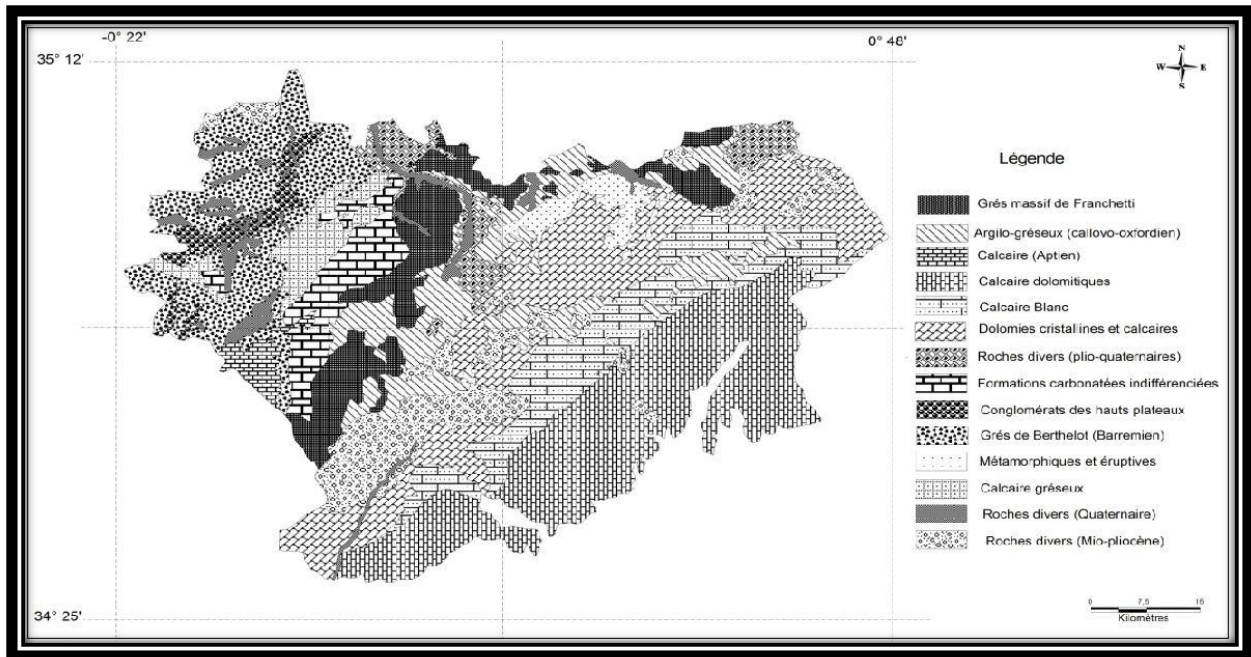 -0° 22'
0° 48'
35° 12'
N
W E
S
Légende
Grés massif de Franchetti
Argilo-gréseux (callovo-oxfordien)
Calcaire (Aptien)
Calcaire dolomitiques
Calcaire Blanc
Dolomies cristallines et calcaires
Roches divers (plio-quaternaires)
Formations carbonatées indifférenciées
Conglomérats des hauts plateaux
Grés de Berthelot (Barremien)
Métamorphiques et éruptives
Calcaire gréseux
Roches divers (Quaternaire)
Roches divers (Mio-pliocène)
34° 25'
0 7,5 15
Kilomètres